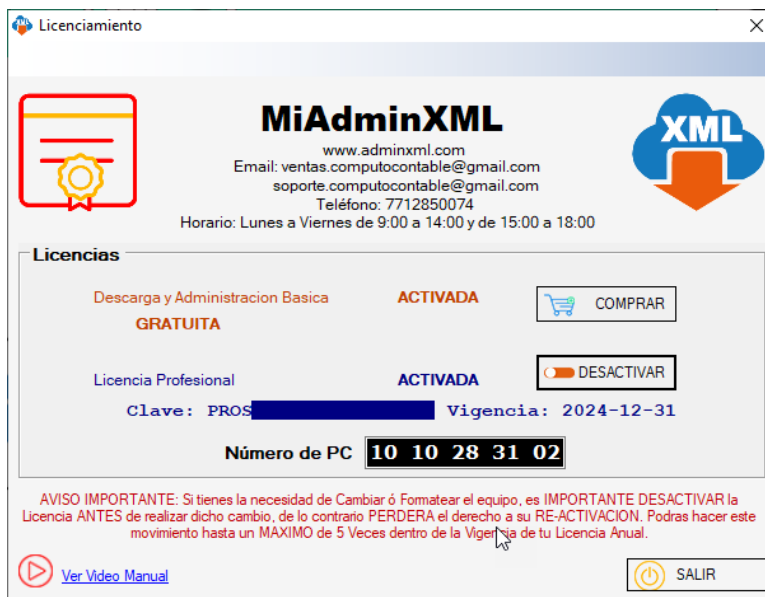 Licenciamiento
MiAdminXML
www.adminxml.com
Email: ventas.computocontable@gmail.com
soporte.computocontable@gmail.com
Teléfono: 7712850074
Horario: Lunes a Viernes de 9:00 a 14:00 y de 15:00 a 18:00
XML
Licencias
Descarga y Administracion Basica ACTIVADA COMPRAR
GRATUITA
Licencia Profesional ACTIVADA DESACTIVAR
Clave: PROS Vigencia: 2024-12-31
Número de PC 10 10 28 31 02
AVISO IMPORTANTE: Si tienes la necesidad de Cambiar ó Formatear el equipo, es IMPORTANTE DESACTIVAR la
Licencia ANTES de realizar dicho cambio, de lo contrario PERDERA el derecho a su RE-ACTIVACION. Podras hacer este
movimiento hasta un MAXIMO de 5 Veces dentro de la Vigencia de tu Licencia Anual.
Ver Video Manual SALIR